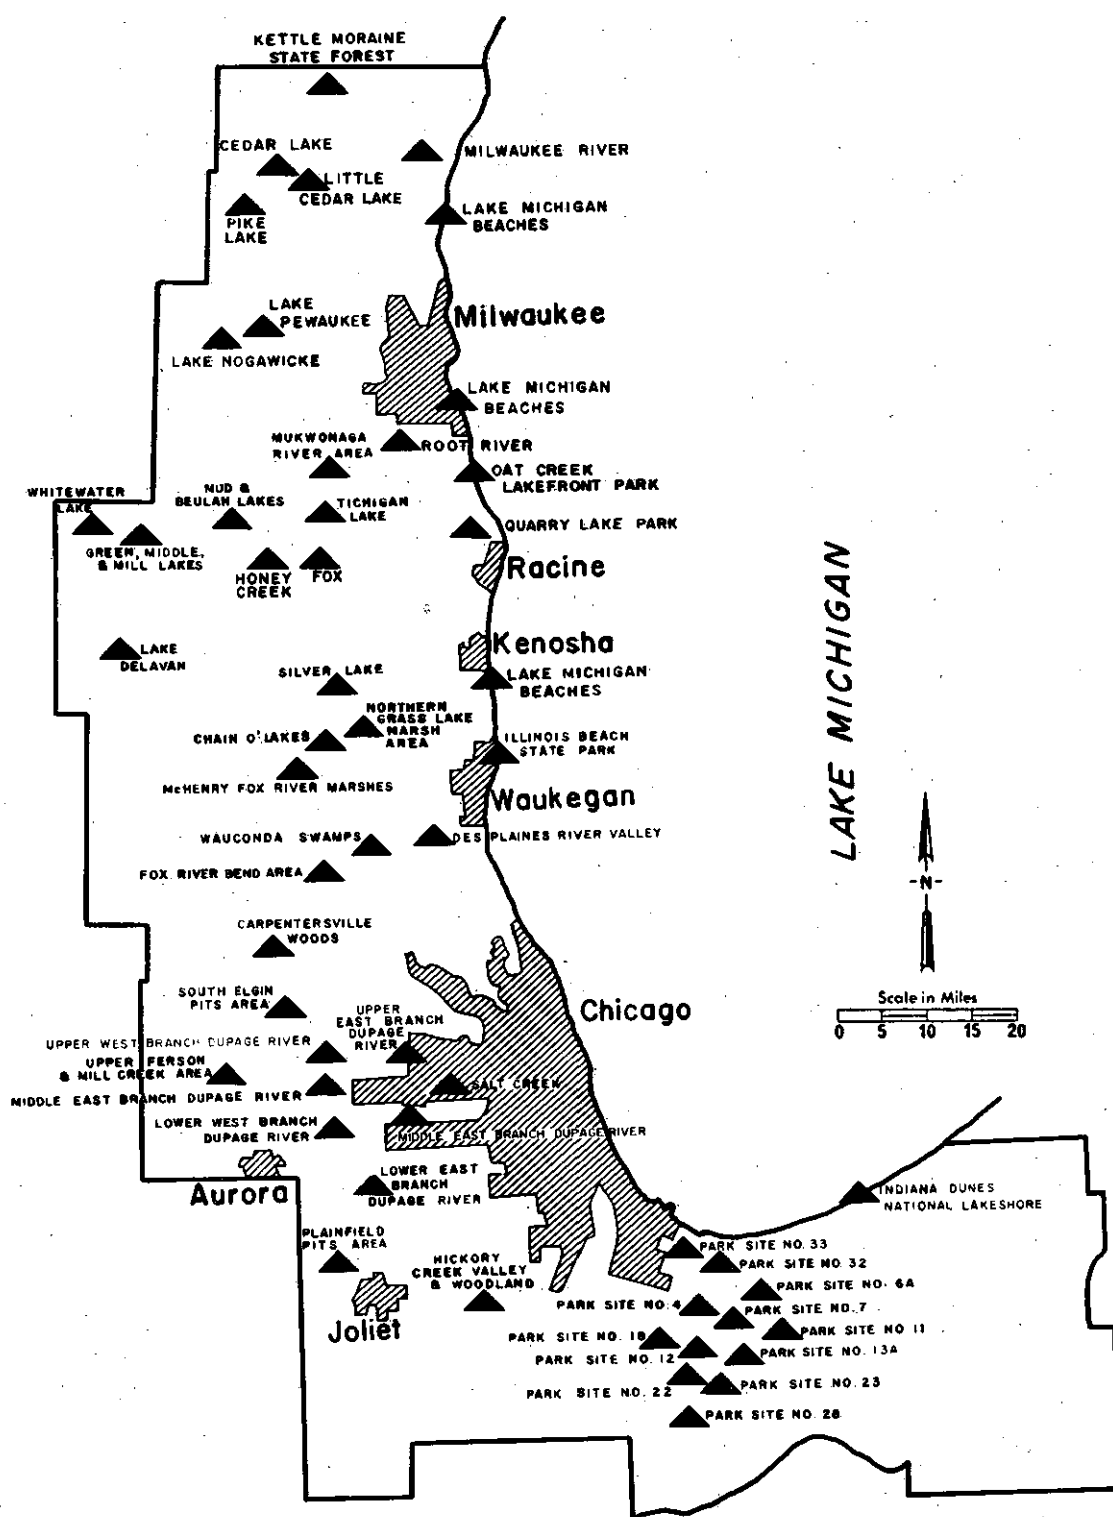 KETTLE MORAINE
STATE FOREST
CEDAR LAKE
MILWAUKEE RIVER
LITTLE
CEDAR LAKE
PIKE
LAKE
LAKE MICHIGAN
BEACHES
LAKE
PEWAUKEE
Milwaukee
LAKE NOGAWICKE
LAKE MICHIGAN
BEACHES
MUKWONAGA
RIVER AREA
ROOT RIVER
OAT CREEK
LAKEFRONT PARK
WHITEWATER
LAKE
MUD &
BEULAH LAKES
TICHIGAN
LAKE
QUARRY LAKE PARK
GREEN, MIDDLE,
& MILL LAKES
HONEY
CREEK
FOX
Racine
LAKE
DELAVAN
Kenosha
SILVER LAKE
LAKE MICHIGAN
BEACHES
NORTHERN
GRASS LAKE
MARSH
AREA
CHAIN O' LAKES
ILLINOIS BEACH
STATE PARK
McHENRY FOX RIVER MARSHES
Waukegan
WAUCONDA SWAMPS
DES PLAINES RIVER VALLEY
FOX RIVER BEND AREA
LAKE MICHIGAN
-N-
Scale in Miles
0 5 10 15 20
CARPENTERSVILLE
WOODS
SOUTH ELGIN
PITS AREA
Chicago
UPPER
EAST BRANCH
DUPAGE
RIVER
UPPER WEST BRANCH DUPAGE RIVER
UPPER FERSON
& MILL CREEK AREA
SALT CREEK
MIDDLE EAST BRANCH DUPAGE RIVER
LOWER WEST BRANCH
DUPAGE RIVER
MIDDLE EAST BRANCH DUPAGE RIVER
Aurora
LOWER EAST
BRANCH
DUPAGE RIVER
INDIANA DUNES
NATIONAL LAKESHORE
PLAINFIELD
PITS AREA
HICKORY
CREEK VALLEY
& WOODLAND
PARK SITE NO. 33
PARK SITE NO. 32
PARK SITE NO. 6A
PARK SITE NO. 4
PARK SITE NO. 7
Joliet
PARK SITE NO. 11
PARK SITE NO. 18
PARK SITE NO. 12
PARK SITE NO. 13A
PARK SITE NO. 22
PARK SITE NO. 23
PARK SITE NO. 28